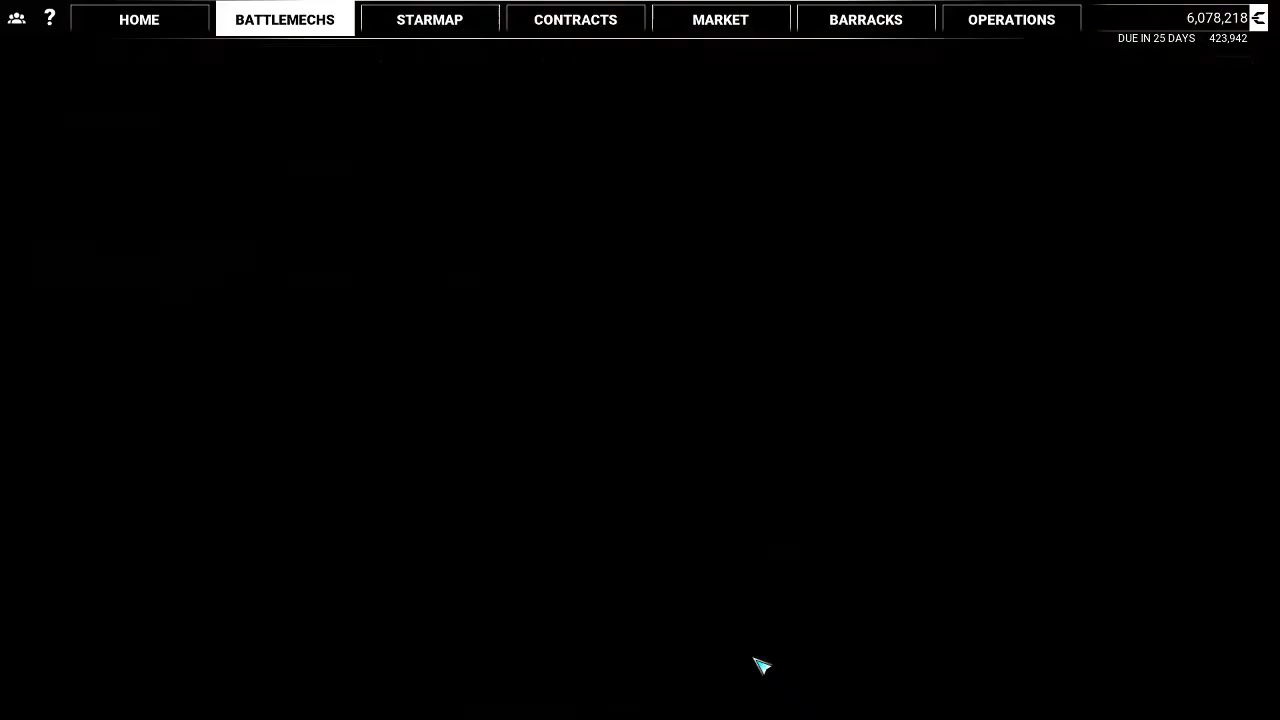 ? HOME BATTLEMECHS STARMAP CONTRACTS MARKET BARRACKS OPERATIONS 6,078,218
DUE IN 25 DAYS 423,942